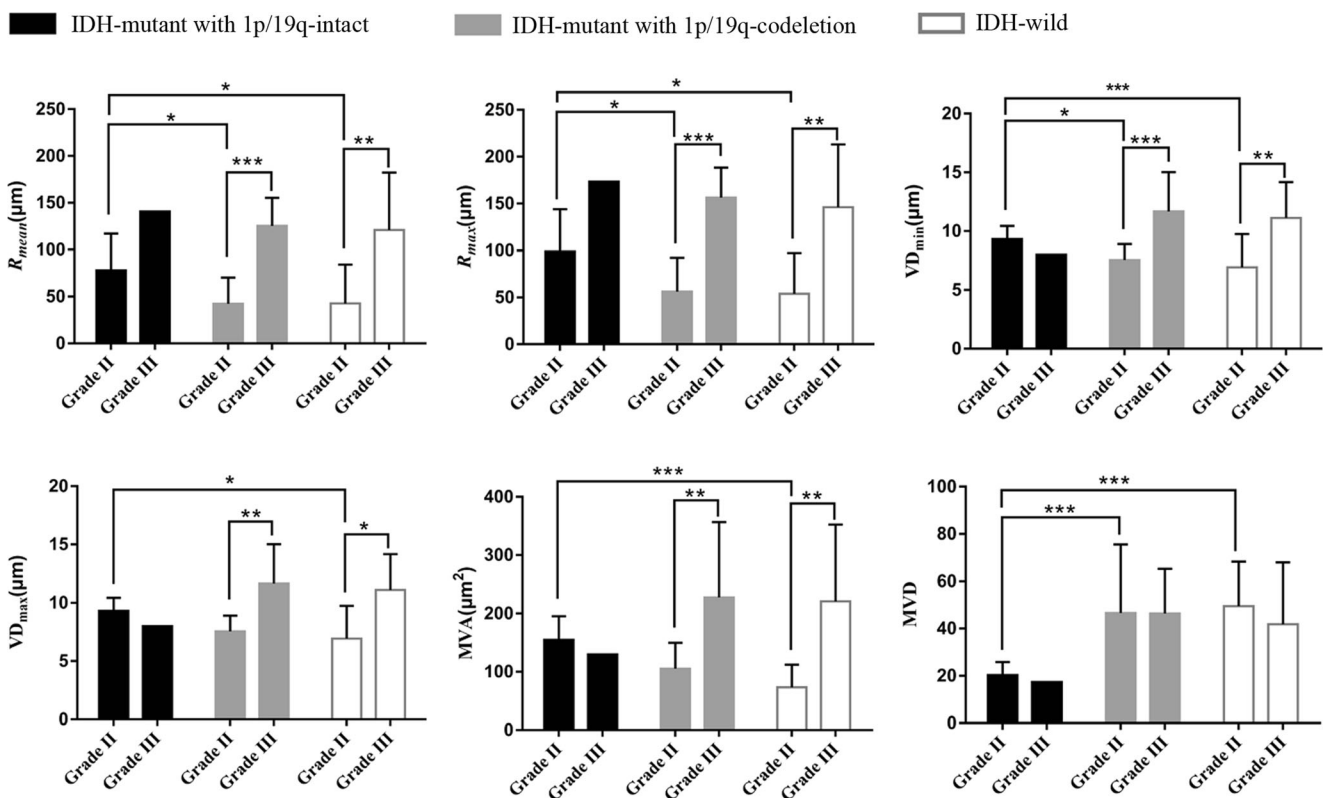 IDH-mutant with 1p/19q-intact
IDH-mutant with 1p/19q-codeletion
IDH-wild
*
*
***
**
250
200
150
100
50
0
Rmean(µm)
Grade II
Grade III
Grade II
Grade III
Grade II
Grade III
*
*
***
**
250
200
150
100
50
0
Rmax(µm)
Grade II
Grade III
Grade II
Grade III
Grade II
Grade III
***
*
***
**
20
15
10
5
0
VDmin(µm)
Grade II
Grade III
Grade II
Grade III
Grade II
Grade III
*
**
*
20
15
10
5
0
VDmax(µm)
Grade II
Grade III
Grade II
Grade III
Grade II
Grade III
***
**
**
400
300
200
100
0
MVA(µm²)
Grade II
Grade III
Grade II
Grade III
Grade II
Grade III
***
***
100
80
60
40
20
0
MVD
Grade II
Grade III
Grade II
Grade III
Grade II
Grade III